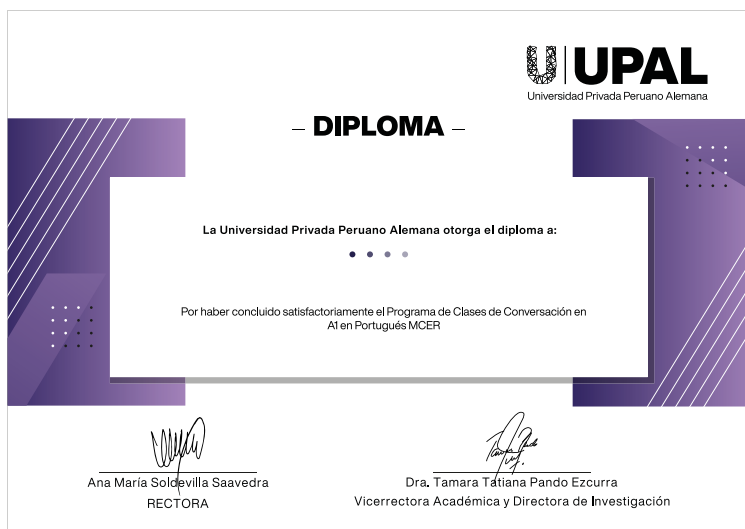 UPAL
Universidad Privada Peruano Alemana
– DIPLOMA –
La Universidad Privada Peruano Alemana otorga el diploma a:
Por haber concluido satisfactoriamente el Programa de Clases de Conversación en
A1 en Portugués MCER
Ana María Soldevilla Saavedra
RECTORA
Dra. Tamara Tatiana Pando Ezcurra
Vicerrectora Académica y Directora de Investigación